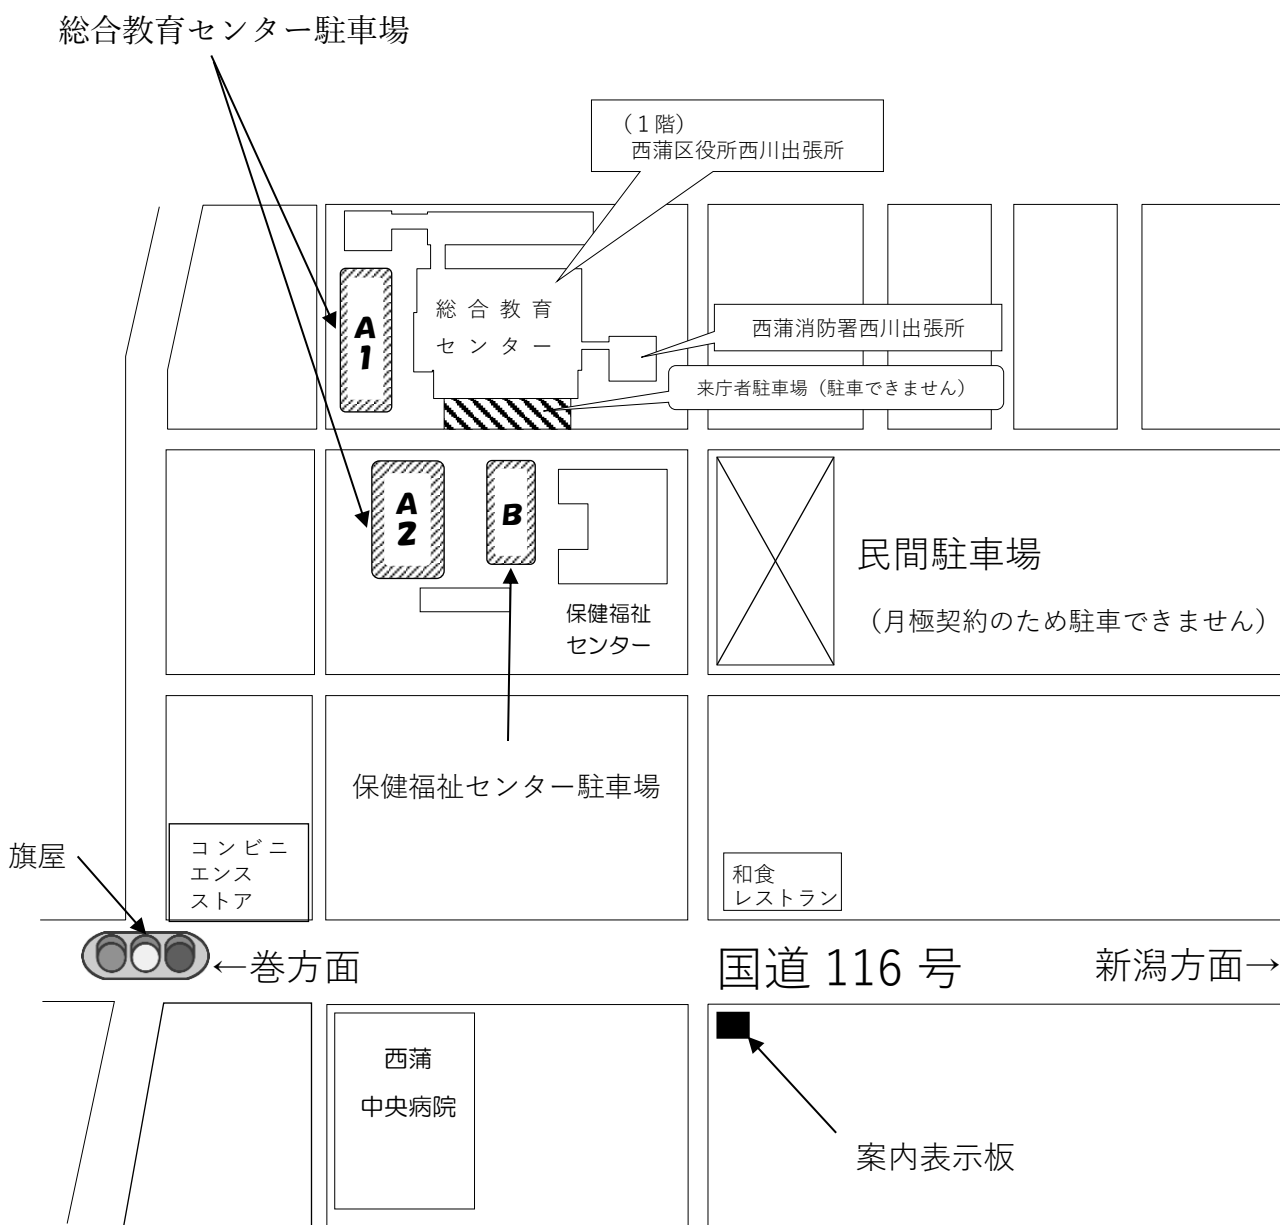 総合教育センター駐車場
（１階）
西蒲区役所西川出張所
総合教育
センター
A
1
西蒲消防署西川出張所
来庁者駐車場（駐車できません）
A
2
B
民間駐車場
（月極契約のため駐車できません）
保健福祉
センター
保健福祉センター駐車場
旗屋
コンビニ
エンス
ストア
和食
レストラン
←巻方面
国道 116 号
新潟方面→
西蒲
中央病院
案内表示板